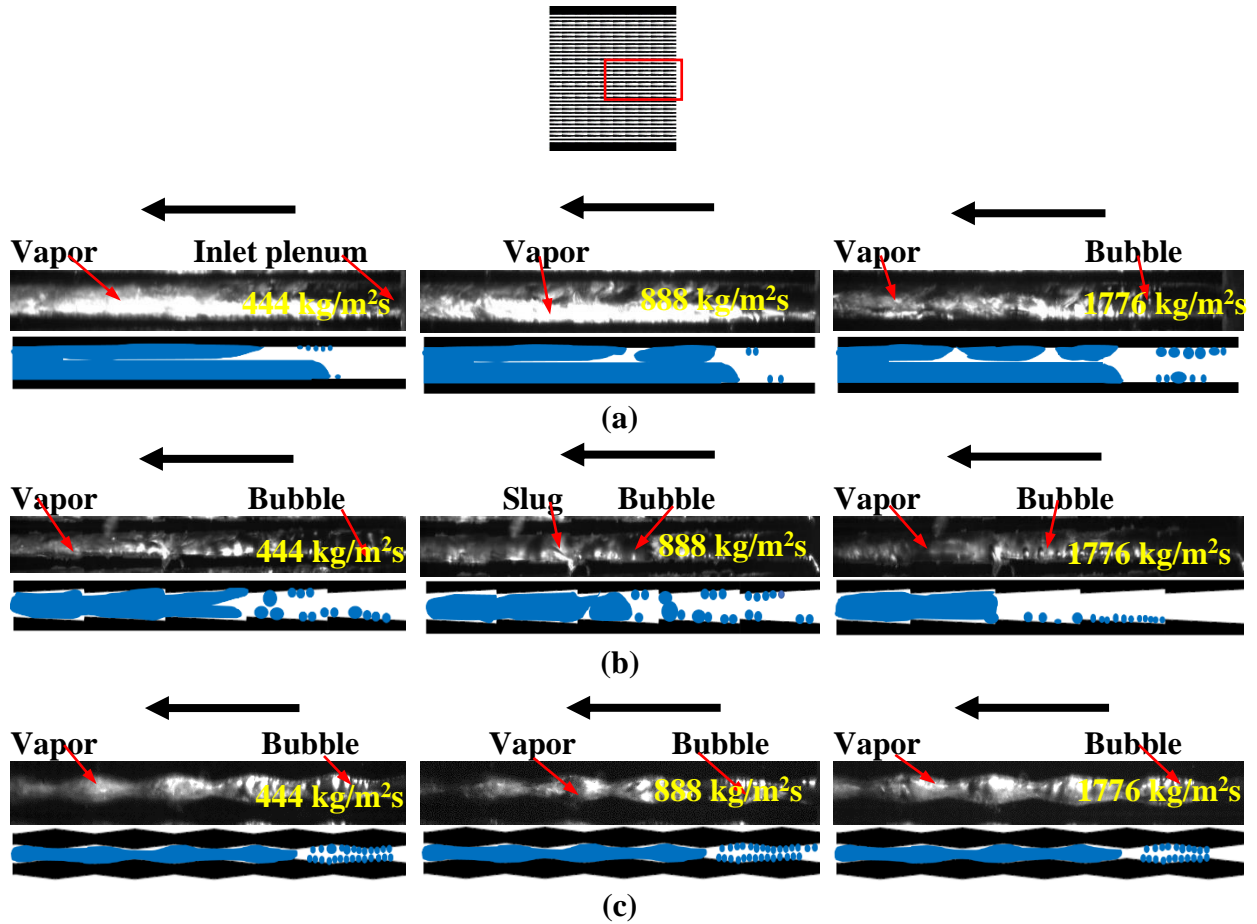 Vapor Inlet plenum Vapor Vapor Bubble
444 kg/m²s 888 kg/m²s 1776 kg/m²s
(a)
Vapor Bubble Slug Bubble Vapor Bubble
444 kg/m²s 888 kg/m²s 1776 kg/m²s
(b)
Vapor Bubble Vapor Bubble Vapor Bubble
444 kg/m²s 888 kg/m²s 1776 kg/m²s
(c)